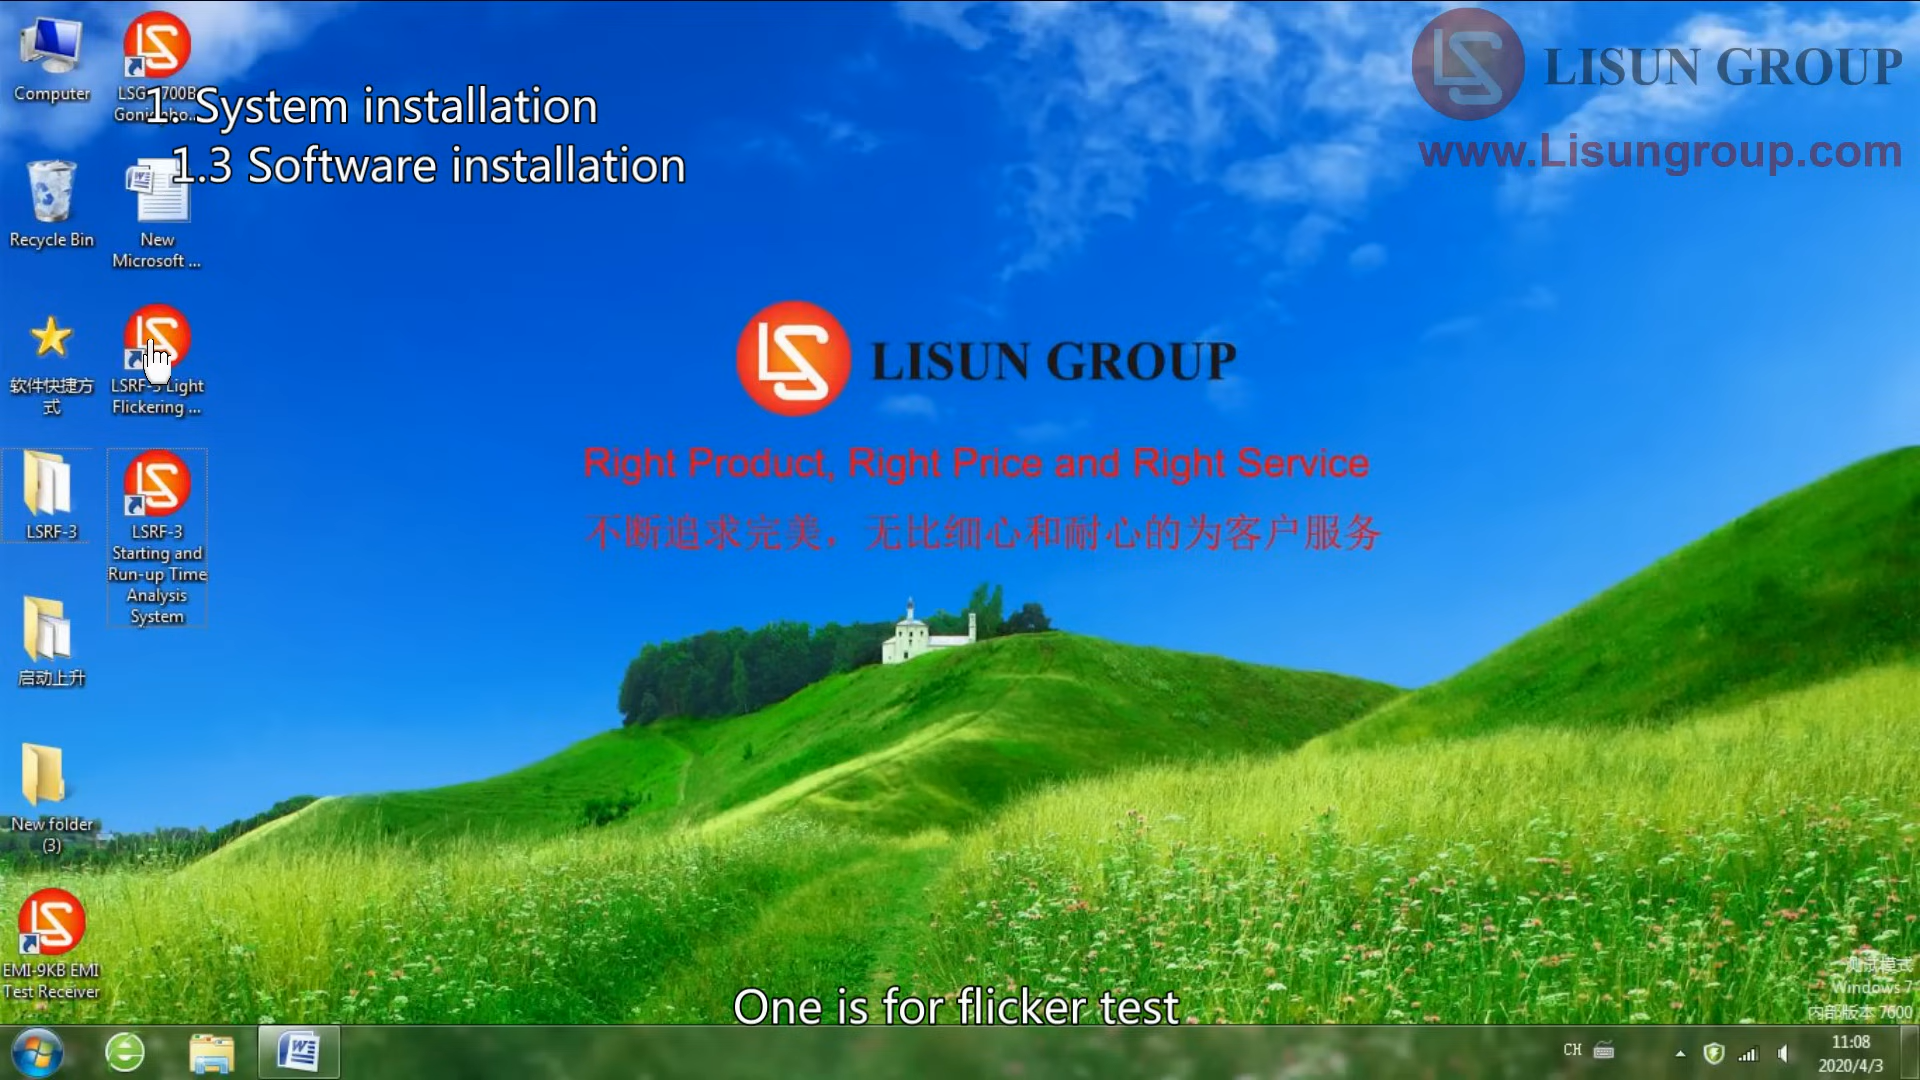 LISUN GROUP
www.Lisungroup.com
1. System installation
1.3 Software installation
Computer
Recycle Bin
New
Microsoft ...
软件快捷方
式
LSRF-3 Light
Flickering ...
LSRF-3
LSRF-3
Starting and
Run-up Time
Analysis
System
启动上升
New folder
(3)
EMI-9KB EMI
Test Receiver
LISUN GROUP
Right Product, Right Price and Right Service
不断追求完美，无比细心和耐心的为客户服务
One is for flicker test
测试模式
Windows 7
内部版本 7600
CH
11:08
2020/4/3